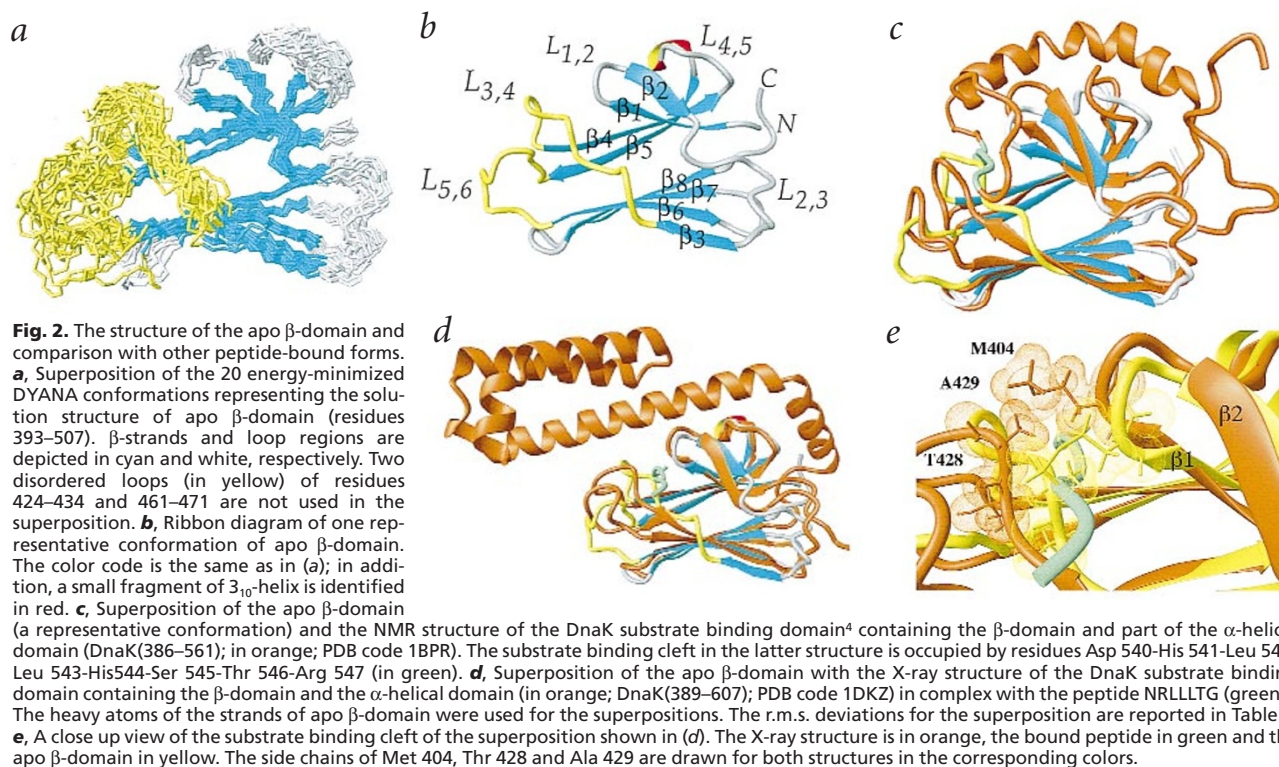 a
b
c
L1,2
L4,5
L3,4
β2
C
β1
N
β4
β5
L5,6
β8
β7
L2,3
β6
β3
Fig. 2. The structure of the apo β-domain and
comparison with other peptide-bound forms.
a, Superposition of the 20 energy-minimized
DYANA conformations representing the solu-
tion structure of apo β-domain (residues
393–507). β-strands and loop regions are
depicted in cyan and white, respectively. Two
disordered loops (in yellow) of residues
424–434 and 461–471 are not used in the
superposition. b, Ribbon diagram of one rep-
resentative conformation of apo β-domain.
The color code is the same as in (a); in addi-
tion, a small fragment of 3₁₀-helix is identified
in red. c, Superposition of the apo β-domain
d
e
M404
A429
T428
β2
β1
(a representative conformation) and the NMR structure of the DnaK substrate binding domain⁴ containing the β-domain and part of the α-helic
domain (DnaK(386–561); in orange; PDB code 1BPR). The substrate binding cleft in the latter structure is occupied by residues Asp 540-His 541-Leu 54
Leu 543-His544-Ser 545-Thr 546-Arg 547 (in green). d, Superposition of the apo β-domain with the X-ray structure of the DnaK substrate bindin
domain containing the β-domain and the α-helical domain (in orange; DnaK(389–607); PDB code 1DKZ) in complex with the peptide NRLLLTG (green
The heavy atoms of the strands of apo β-domain were used for the superpositions. The r.m.s. deviations for the superposition are reported in Table
e, A close up view of the substrate binding cleft of the superposition shown in (d). The X-ray structure is in orange, the bound peptide in green and th
apo β-domain in yellow. The side chains of Met 404, Thr 428 and Ala 429 are drawn for both structures in the corresponding colors.